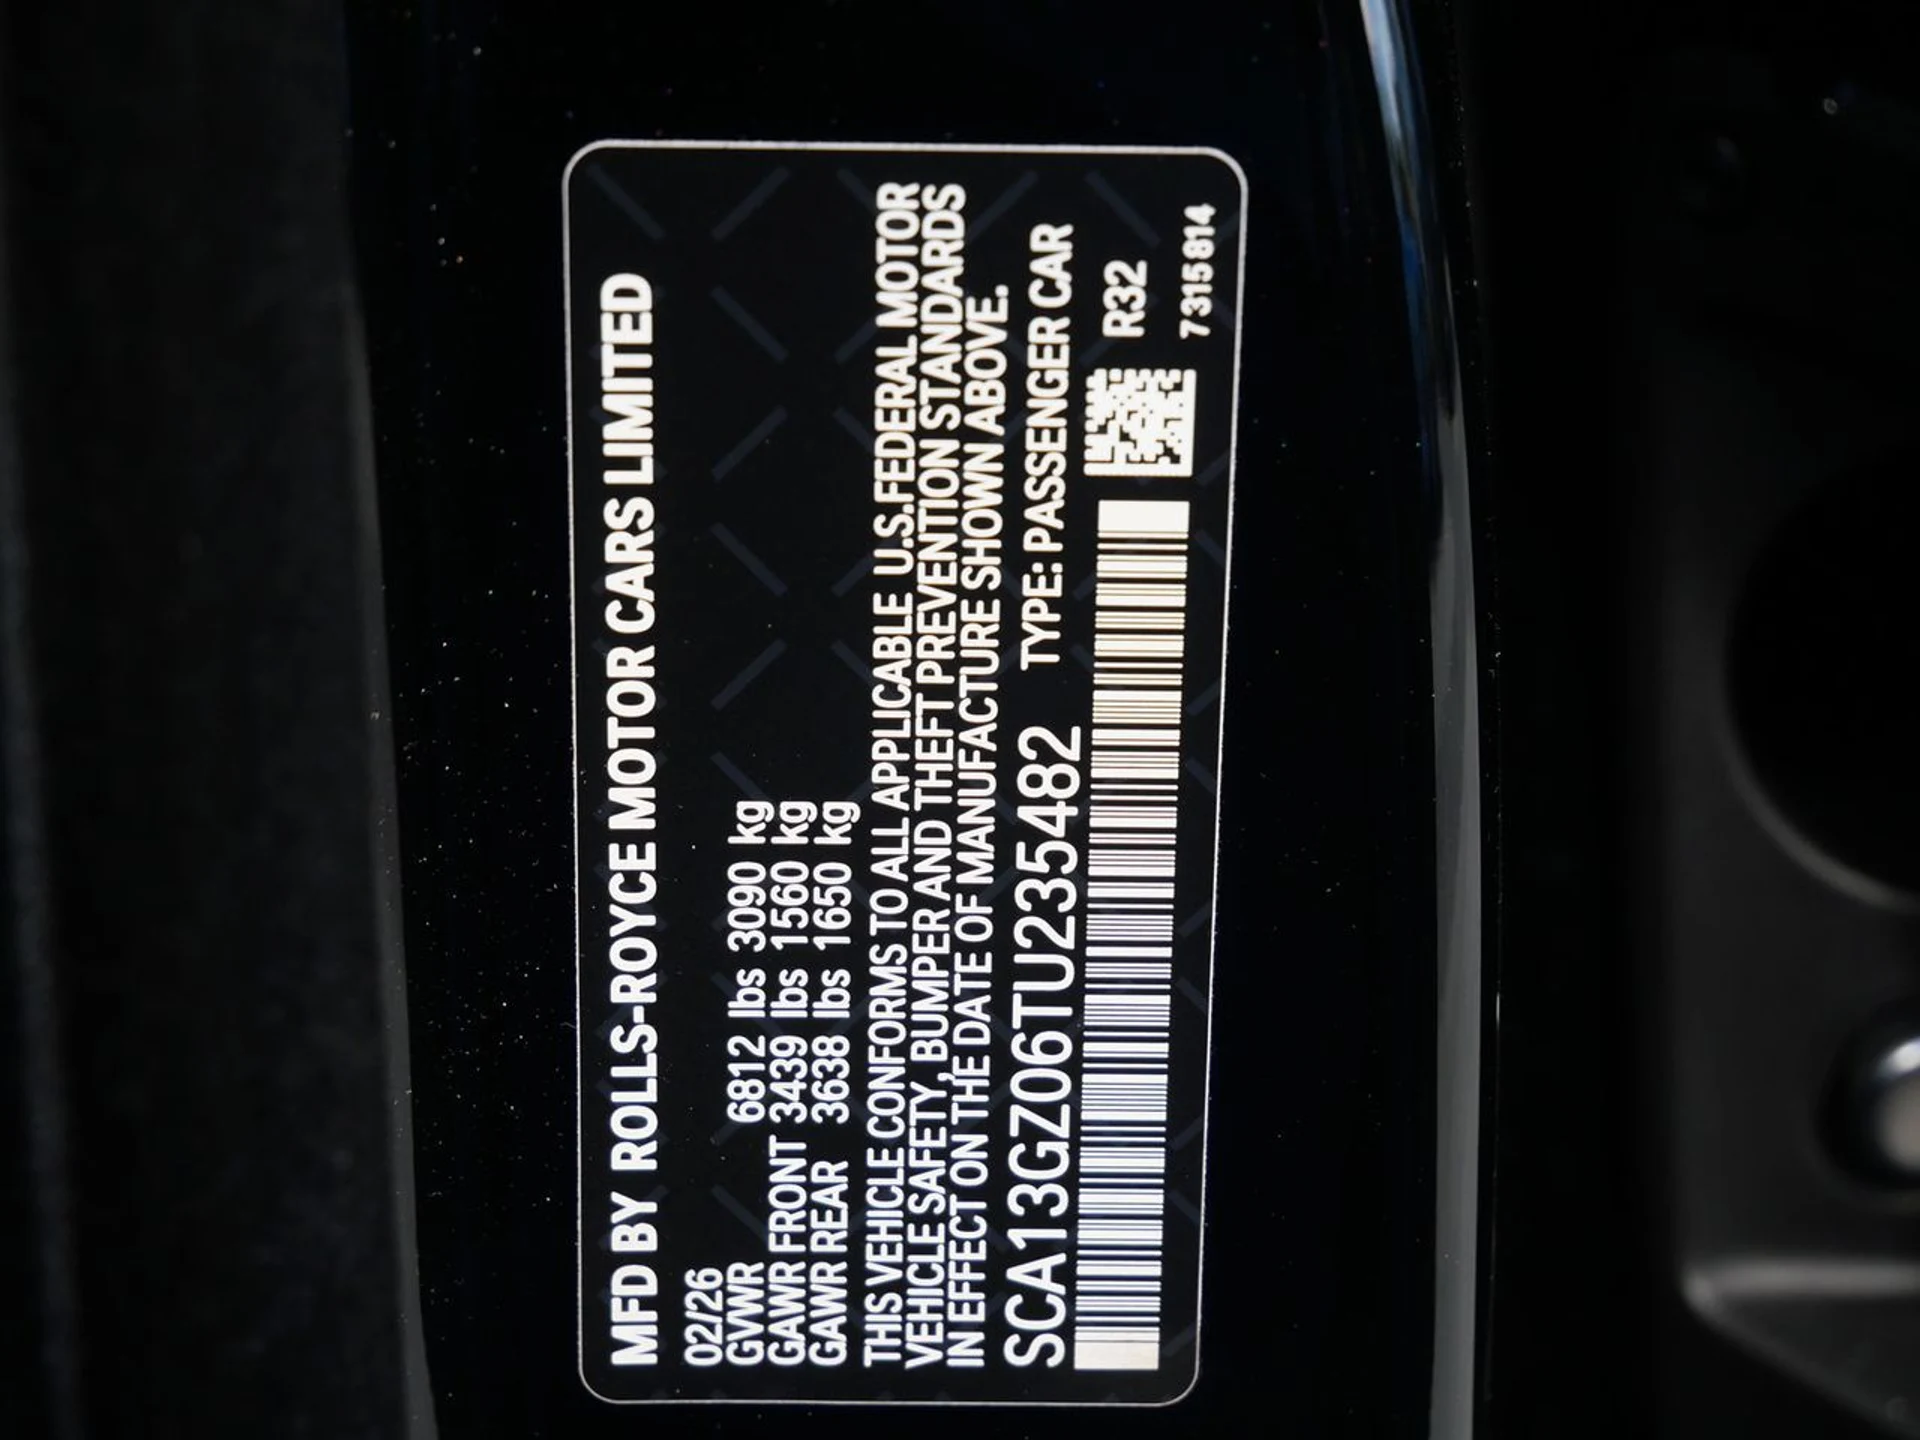 MFD BY ROLLS-ROYCE MOTOR CARS LIMITED
02/26
GVWR 6812 lbs 3090 kg
GAWR FRONT 3439 lbs 1560 kg
GAWR REAR 3638 lbs 1650 kg
THIS VEHICLE CONFORMS TO ALL APPLICABLE U.S.FEDERAL MOTOR
VEHICLE SAFETY, BUMPER AND THEFT PREVENTION STANDARDS
IN EFFECT ON THE DATE OF MANUFACTURE SHOWN ABOVE.
SCA13GZ06TU235482 TYPE: PASSENGER CAR
R32
7315814